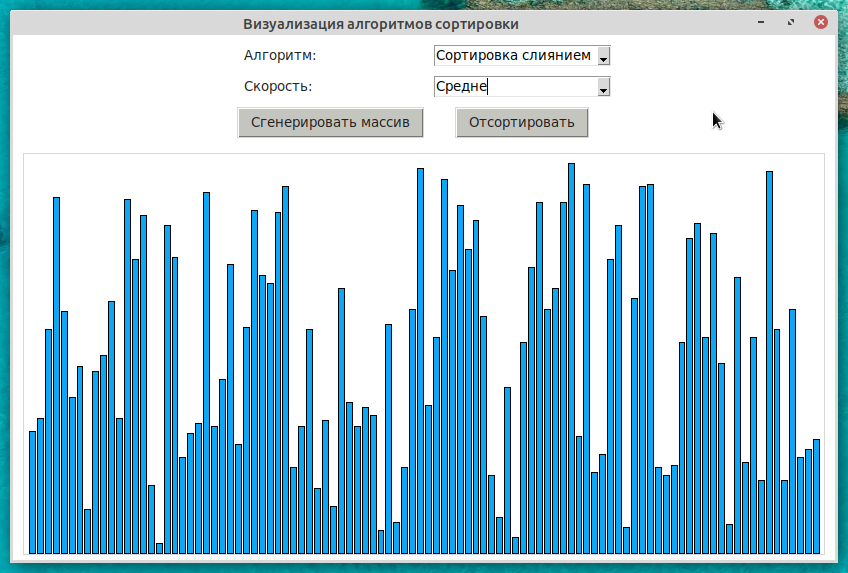 Визуализация алгоритмов сортировки
Алгоритм: Сортировка слиянием
Скорость: Средне
Сгенерировать массив Отсортировать